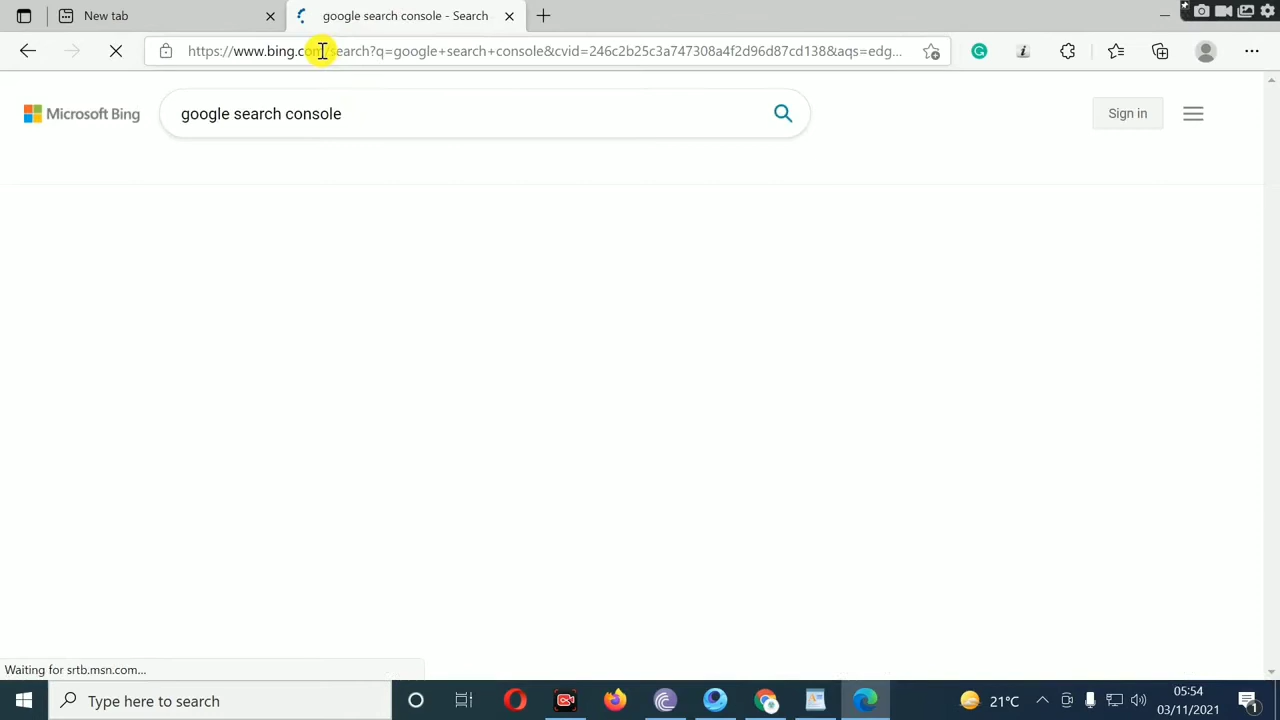 New tab
google search console - Search
https://www.bing.com/search?q=google+search+console&cvid=246c2b25c3a747308a4f2d96d87cd138&aqs=edg...
Microsoft Bing
google search console
Sign in
Waiting for srtb.msn.com...
Type here to search
21°C
05:54
03/11/2021
1